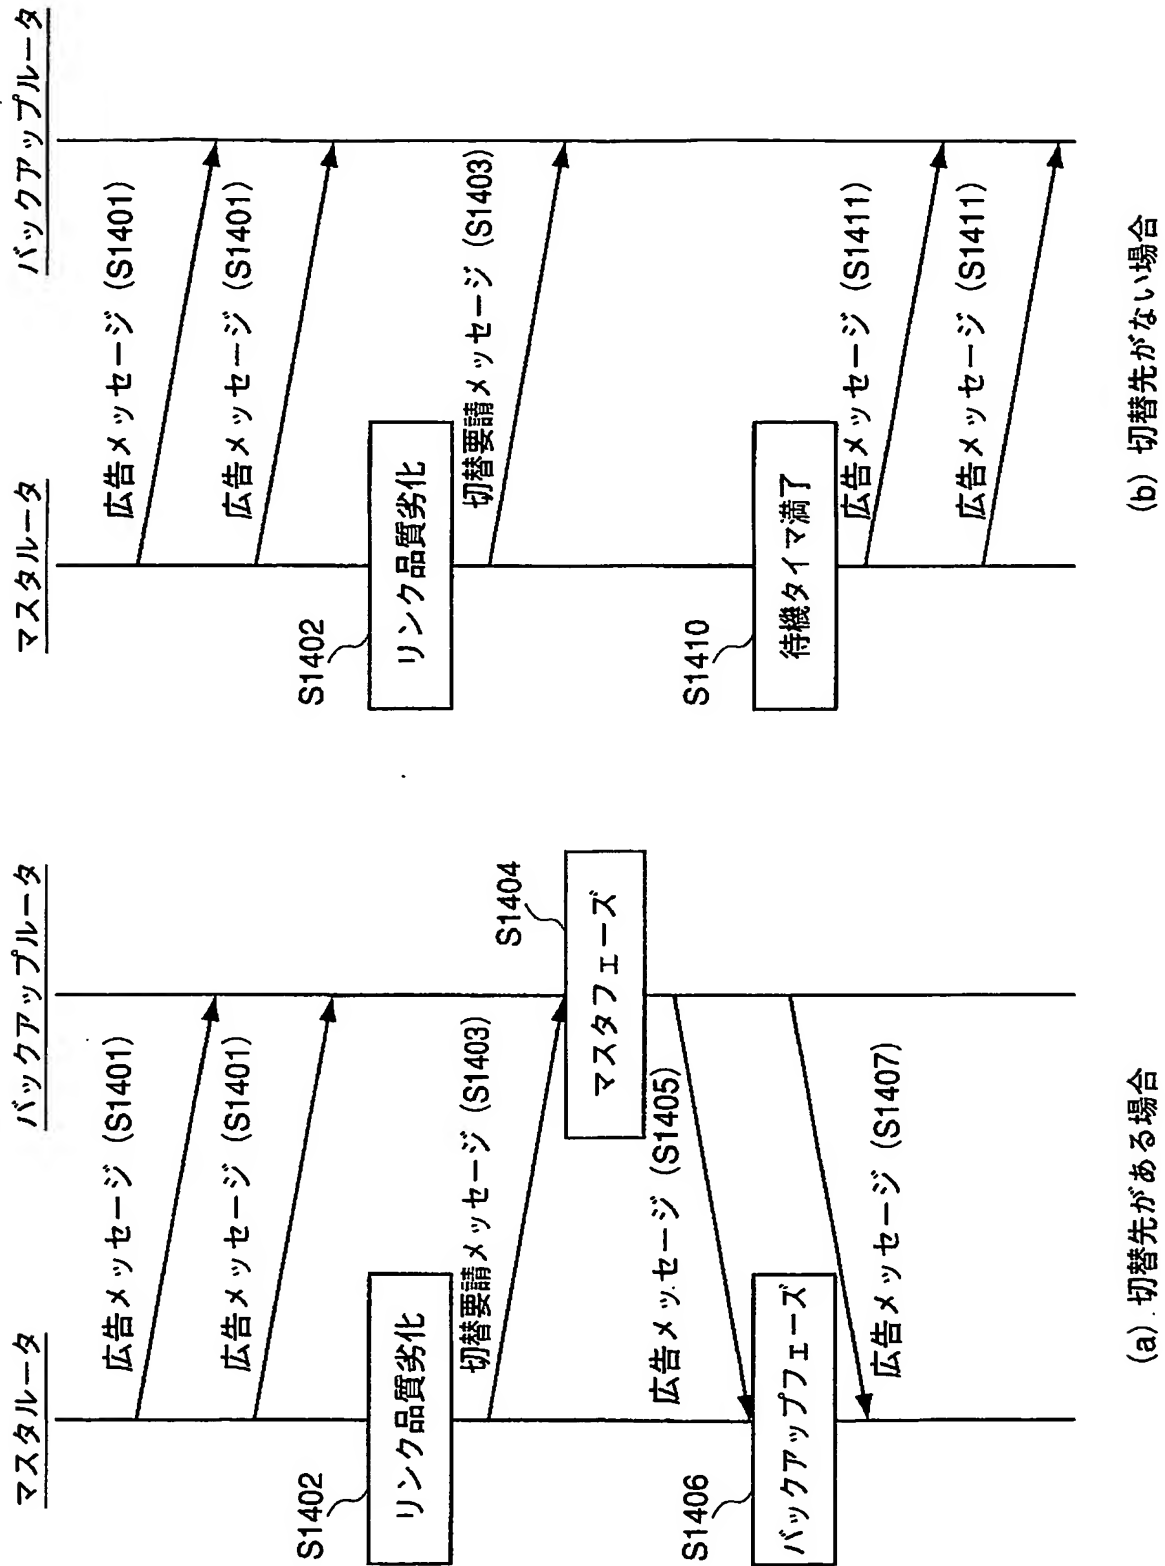 マスタルータ
バックアップルータ
広告メッセージ (S1401)
広告メッセージ (S1401)
S1402
リンク品質劣化
切替要請メッセージ (S1403)
S1404
マスタフェーズ
広告メッセージ (S1405)
S1406
バックアップフェーズ
広告メッセージ (S1407)
(a) 切替先がある場合
マスタルータ
バックアップルータ
広告メッセージ (S1401)
広告メッセージ (S1401)
S1402
リンク品質劣化
切替要請メッセージ (S1403)
S1410
待機タイマ満了
広告メッセージ (S1411)
広告メッセージ (S1411)
(b) 切替先がない場合